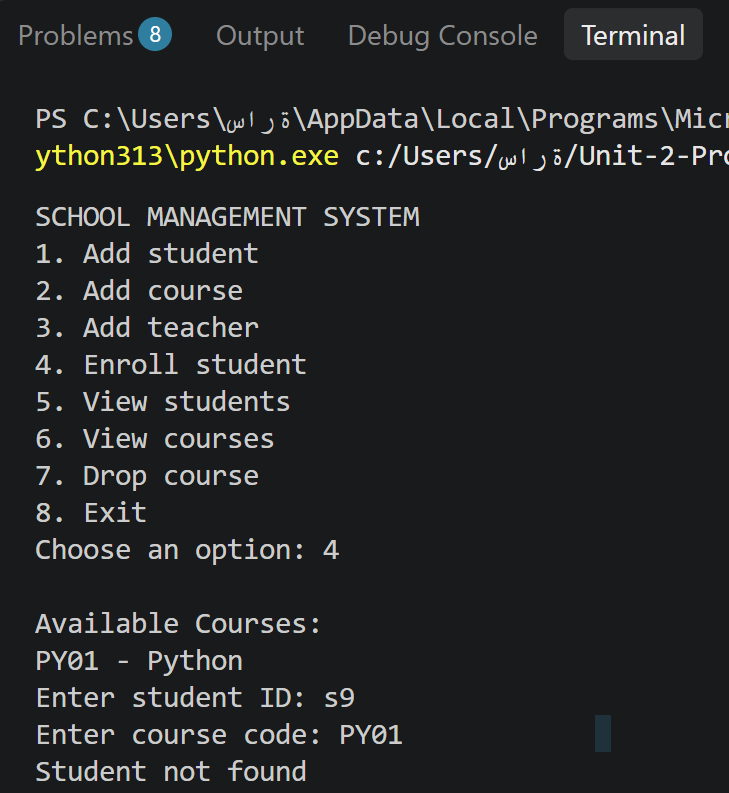 Problems 8 Output Debug Console Terminal
PS C:\Users\سارة\AppData\Local\Programs\Micr
ython313\python.exe c:/Users/سارة/Unit-2-Pro
SCHOOL MANAGEMENT SYSTEM
1. Add student
2. Add course
3. Add teacher
4. Enroll student
5. View students
6. View courses
7. Drop course
8. Exit
Choose an option: 4
Available Courses:
PY01 - Python
Enter student ID: s9
Enter course code: PY01
Student not found